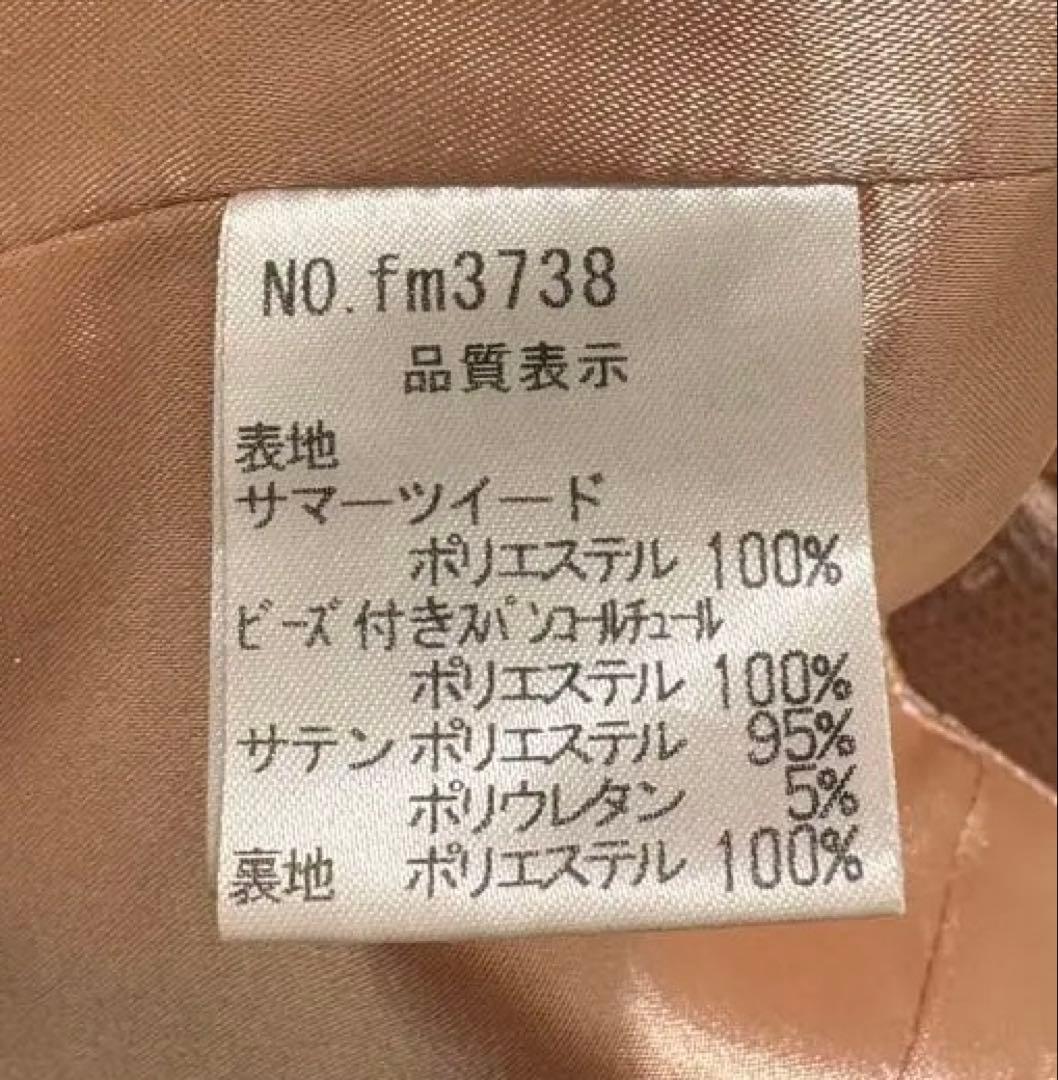 NO.fm3738
品質表示
表地
サマーツイード
ポリエステル 100%
ビーズ付きスパンコールチュール
ポリエステル 100%
サテン ポリエステル 95%
ポリウレタン 5%
裏地 ポリエステル 100%